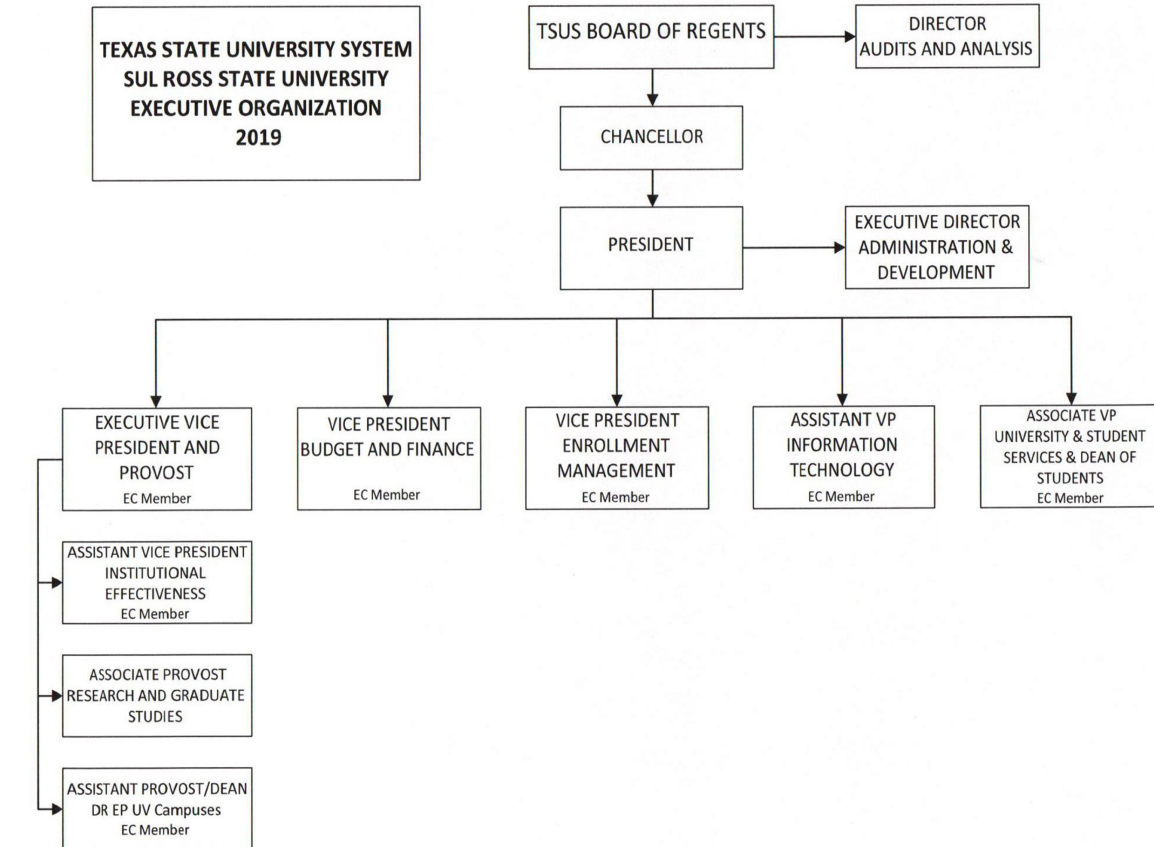 TEXAS STATE UNIVERSITY SYSTEM
SUL ROSS STATE UNIVERSITY
EXECUTIVE ORGANIZATION
2019
TSUS BOARD OF REGENTS
DIRECTOR
AUDITS AND ANALYSIS
CHANCELLOR
PRESIDENT
EXECUTIVE DIRECTOR
ADMINISTRATION &
DEVELOPMENT
EXECUTIVE VICE
PRESIDENT AND
PROVOST
EC Member
VICE PRESIDENT
BUDGET AND FINANCE
EC Member
VICE PRESIDENT
ENROLLMENT
MANAGEMENT
EC Member
ASSISTANT VP
INFORMATION
TECHNOLOGY
EC Member
ASSOCIATE VP
UNIVERSITY & STUDENT
SERVICES & DEAN OF
STUDENTS
EC Member
ASSISTANT VICE PRESIDENT
INSTITUTIONAL
EFFECTIVENESS
EC Member
ASSOCIATE PROVOST
RESEARCH AND GRADUATE
STUDIES
ASSISTANT PROVOST/DEAN
DR EP UV Campuses
EC Member